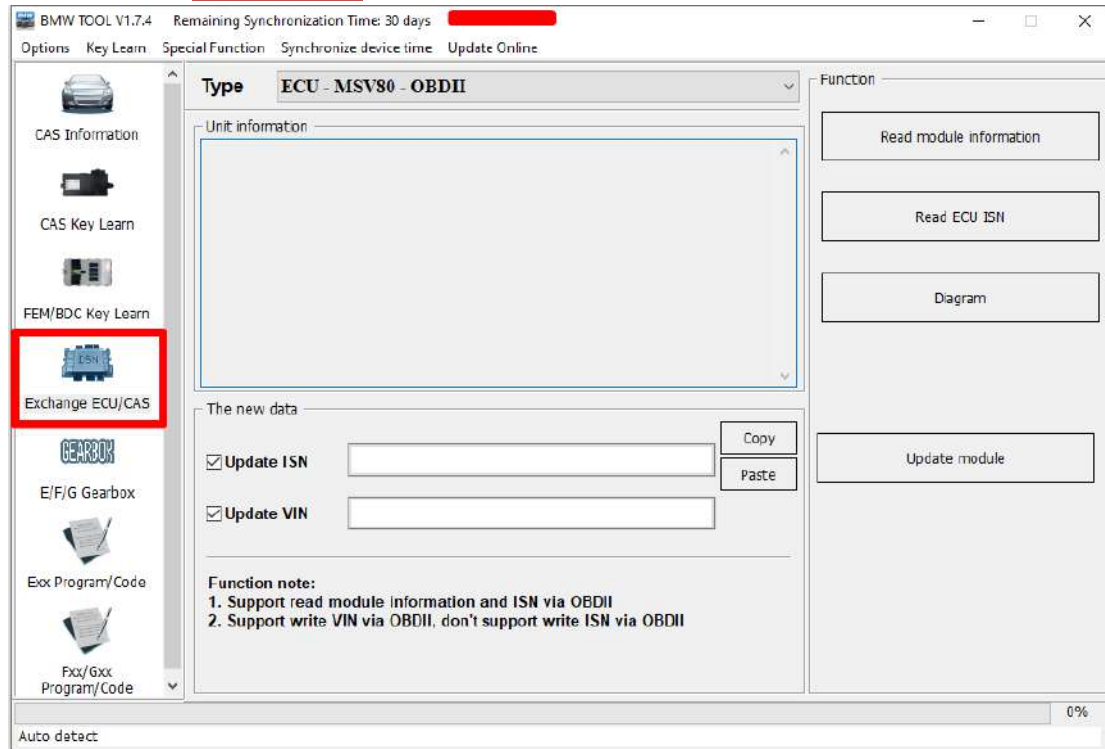 BMW TOOL V1.7.4 Remaining Synchronization Time: 30 days
Options Key Learn Special Function Synchronize device time Update Online
CAS Information
CAS Key Learn
FEM/BDC Key Learn
ISN
Exchange ECU/CAS
GEARBOX
E/F/G Gearbox
Exx Program/Code
Fxx/Gxx
Program/Code
Type ECU - MSV80 - OBDII
Unit information
The new data
Update ISN
Copy
Paste
Update VIN
Function note:
1. Support read module information and ISN via OBDII
2. Support write VIN via OBDII, don't support write ISN via OBDII
Function
Read module information
Read ECU ISN
Diagram
Update module
0%
Auto detect